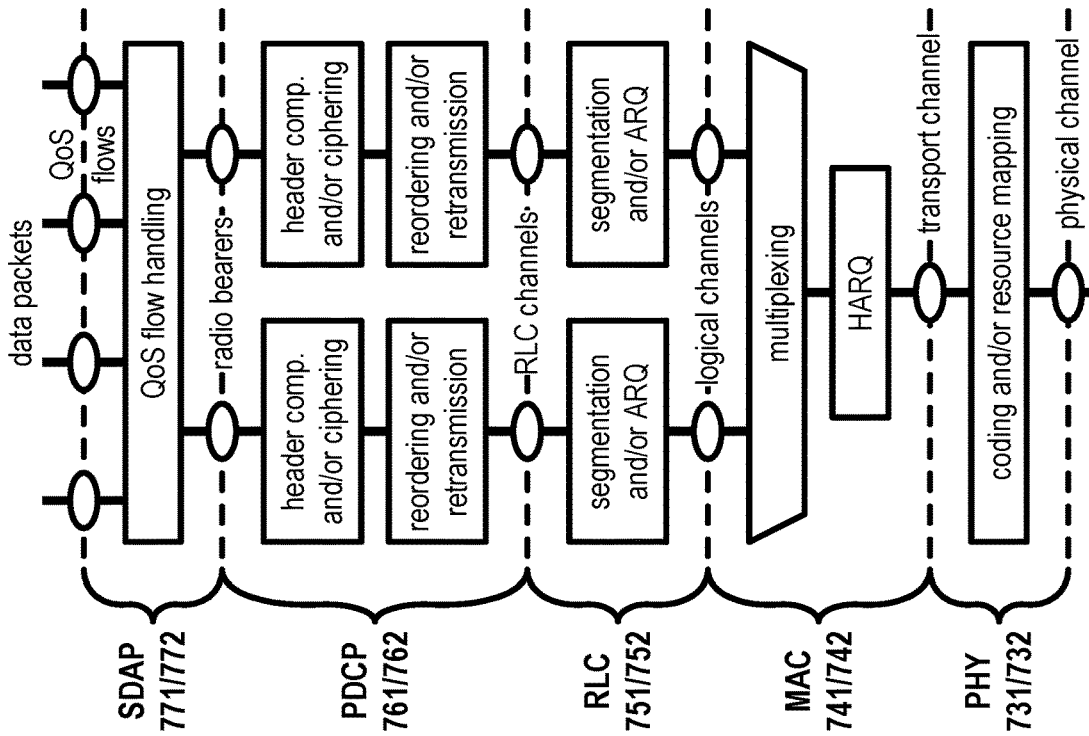 data packets
QoS
flows
SDAP
771/772
QoS flow handling
radio bearers
PDCP
761/762
header comp.
and/or ciphering
header comp.
and/or ciphering
reordering and/or
retransmission
reordering and/or
retransmission
RLC channels
RLC
751/752
segmentation
and/or ARQ
segmentation
and/or ARQ
logical channels
MAC
741/742
multiplexing
HARQ
transport channel
PHY
731/732
coding and/or resource mapping
physical channel